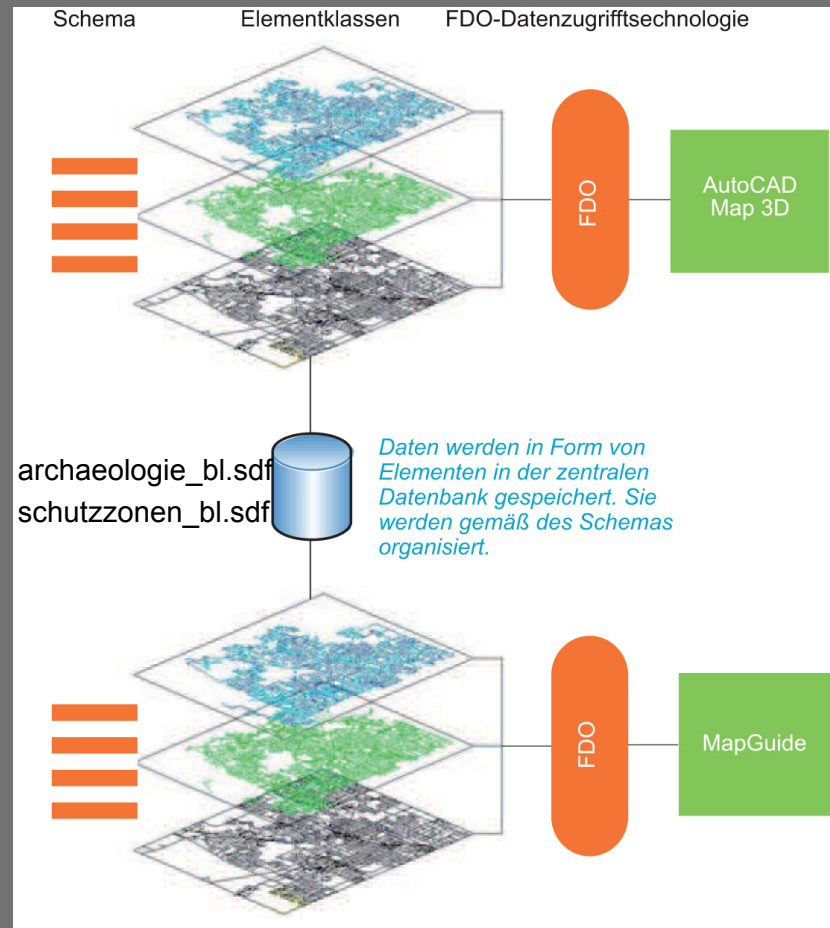 Schema Elementklassen FDO-Datenzugrifftsechnologie
FDO
AutoCAD
Map 3D
archaeologie_bl.sdf
schutzzonen_bl.sdf
Daten werden in Form von
Elementen in der zentralen
Datenbank gespeichert. Sie
werden gemäß des Schemas
organisiert.
FDO
MapGuide